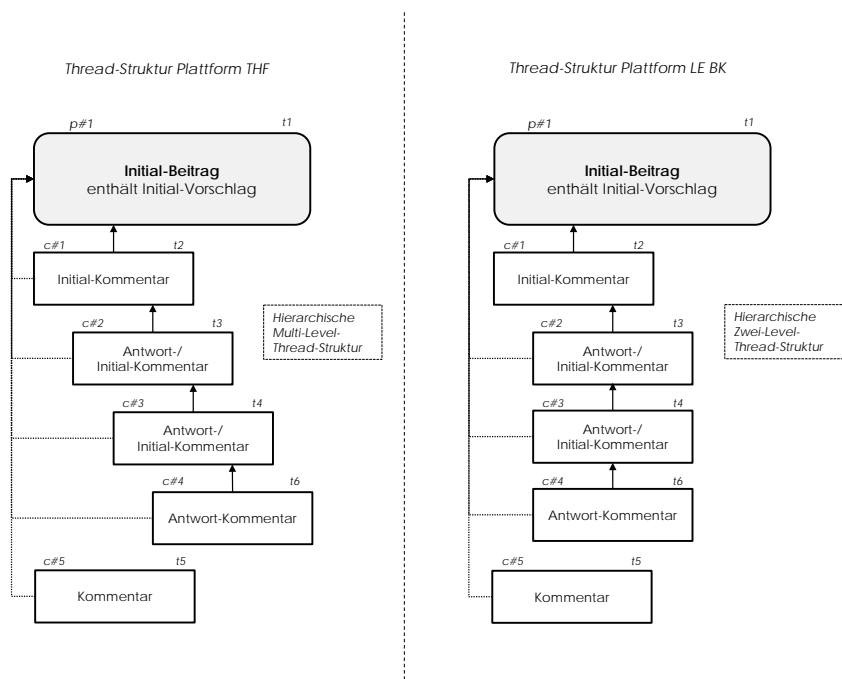 Thread-Struktur Plattform THF
p#1 t1
Initial-Beitrag
enthält Initial-Vorschlag
c#1 t2
Initial-Kommentar
c#2 t3
Antwort-/
Initial-Kommentar
Hierarchische
Multi-Level-
Thread-Struktur
c#3 t4
Antwort-/
Initial-Kommentar
c#4 t6
Antwort-Kommentar
c#5 t5
Kommentar
Thread-Struktur Plattform LE BK
p#1 t1
Initial-Beitrag
enthält Initial-Vorschlag
c#1 t2
Initial-Kommentar
c#2 t3
Antwort-/
Initial-Kommentar
Hierarchische
Zwei-Level-
Thread-Struktur
c#3 t4
Antwort-/
Initial-Kommentar
c#4 t6
Antwort-Kommentar
c#5 t5
Kommentar